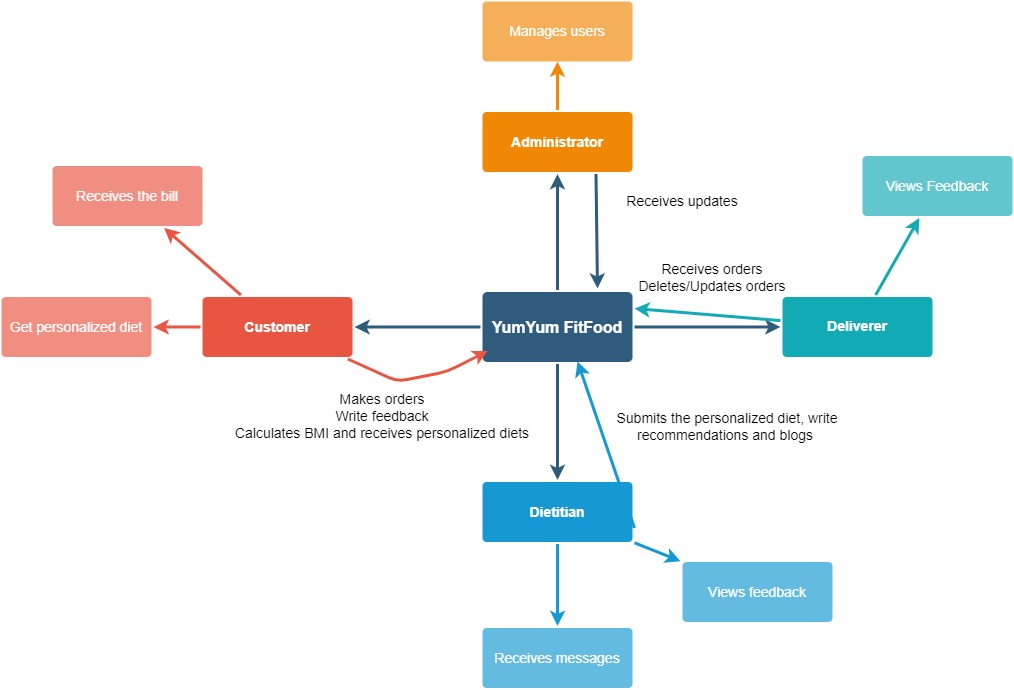 Manages users
Administrator
Receives the bill
Views Feedback
Receives updates
Receives orders
Deletes/Updates orders
Get personalized diet
Customer
YumYum FitFood
Deliverer
Makes orders
Write feedback
Calculates BMI and receives personalized diets
Submits the personalized diet, write
recommendations and blogs
Dietitian
Views feedback
Receives messages